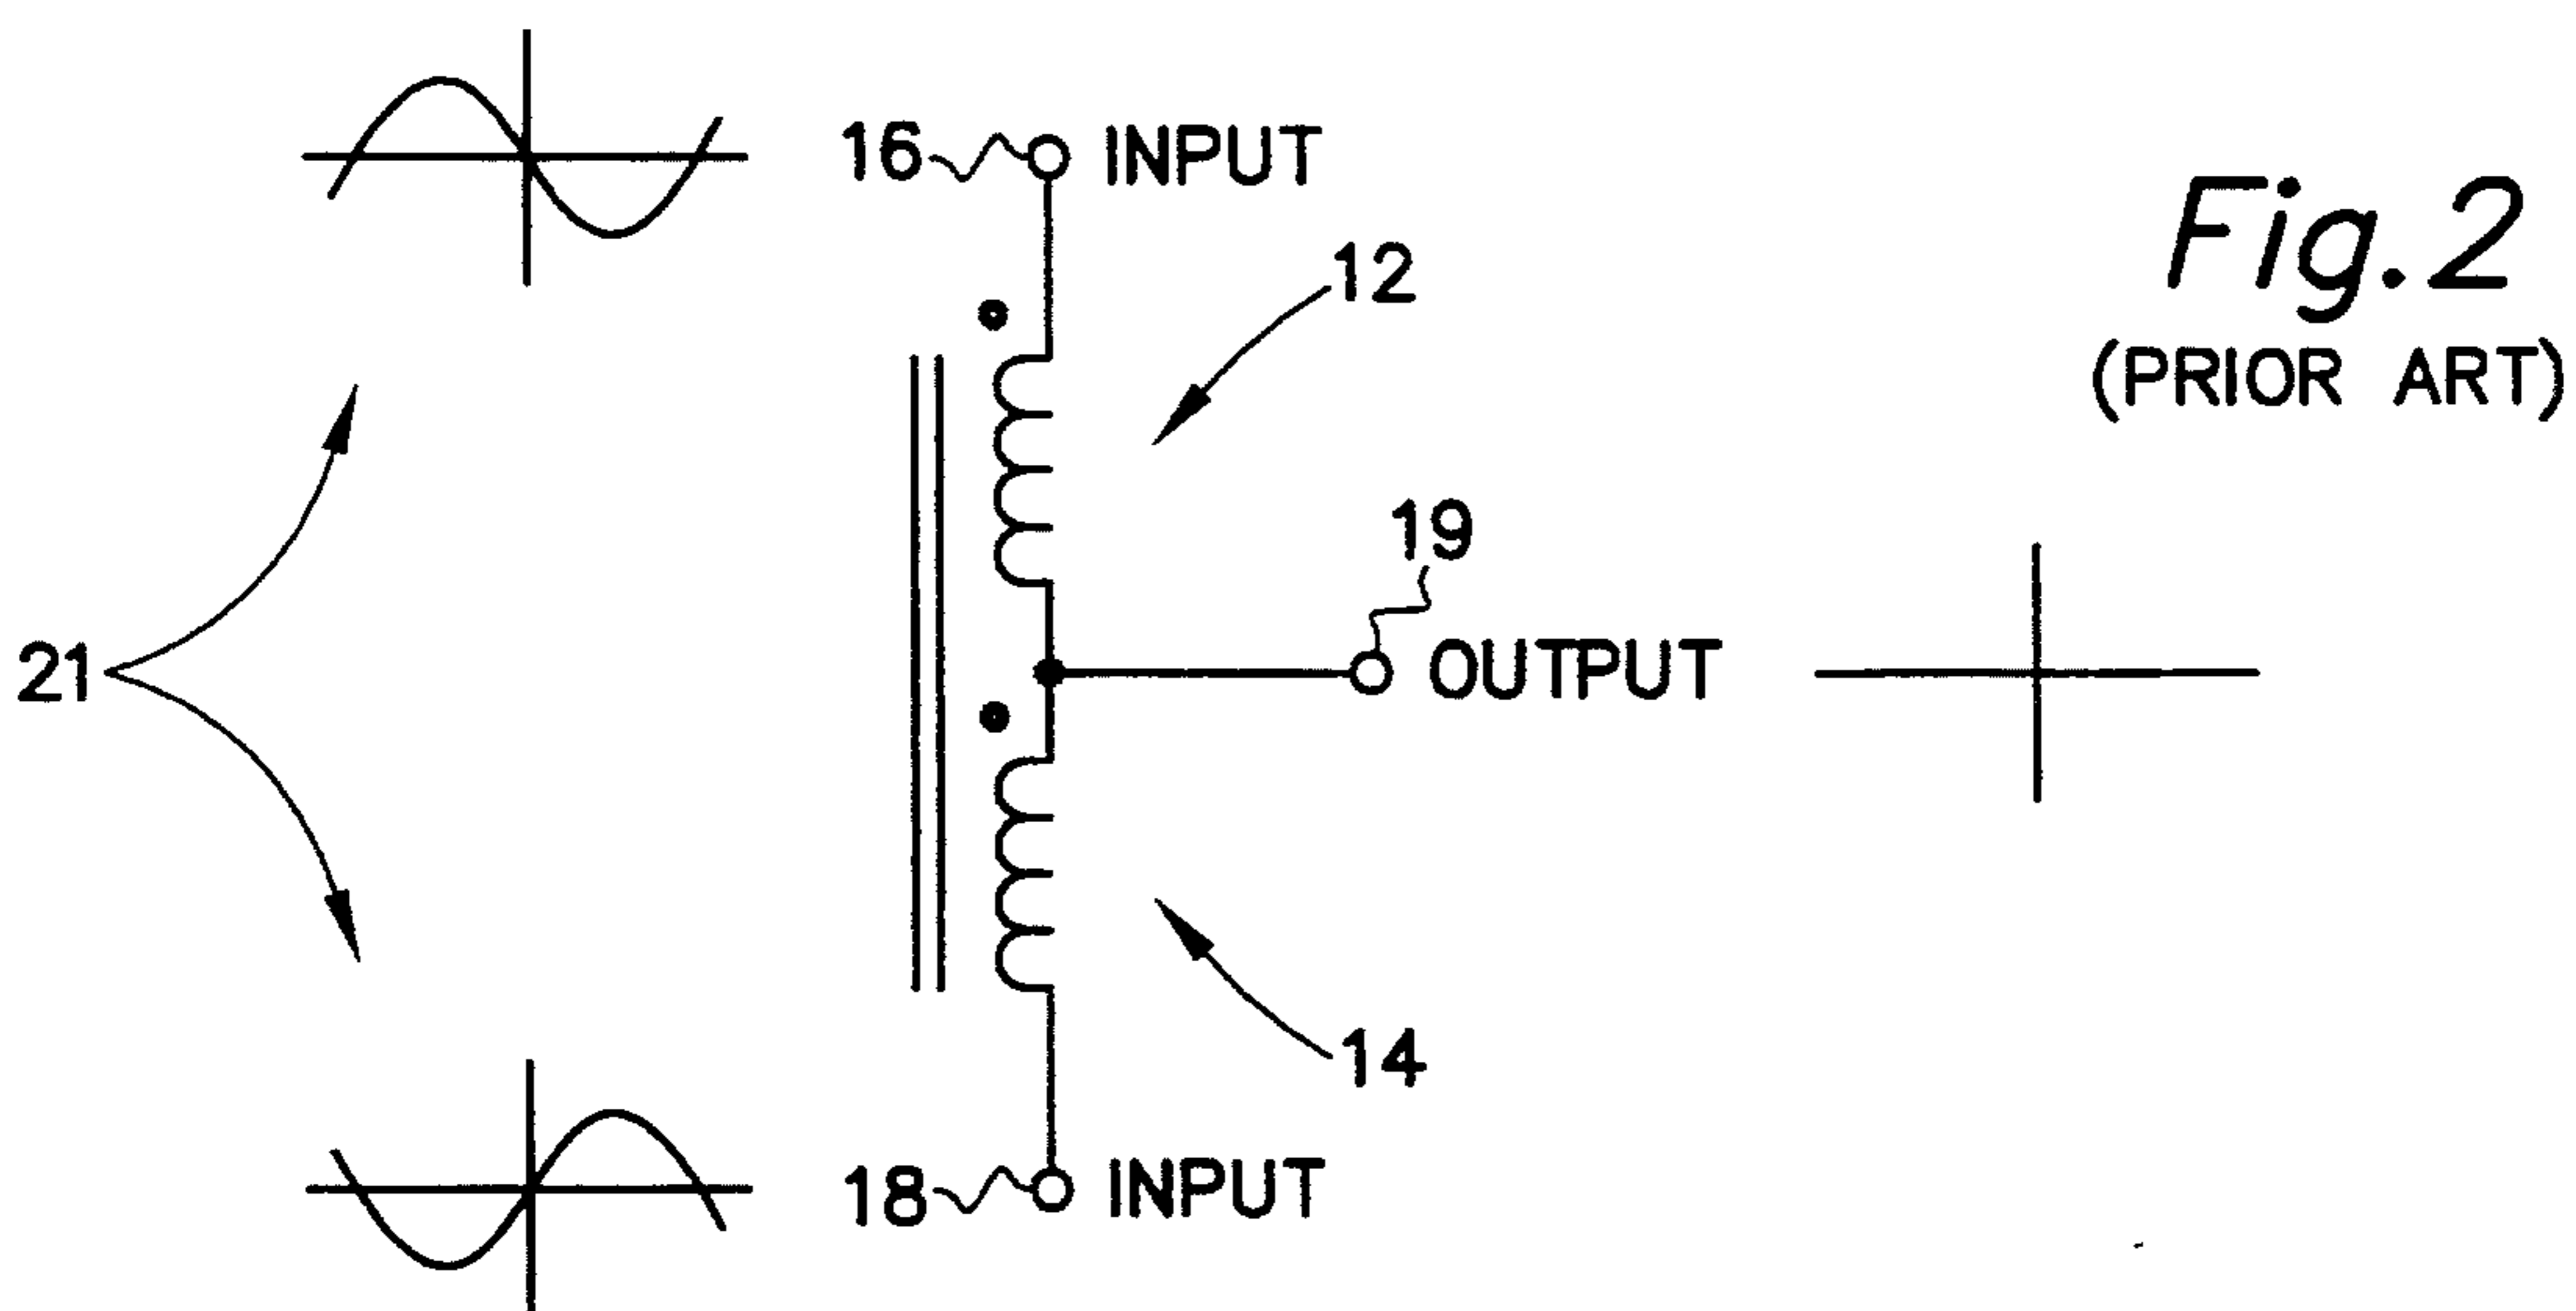 16 INPUT
Fig. 2
(PRIOR ART)
12
19
21
OUTPUT
14
18 INPUT